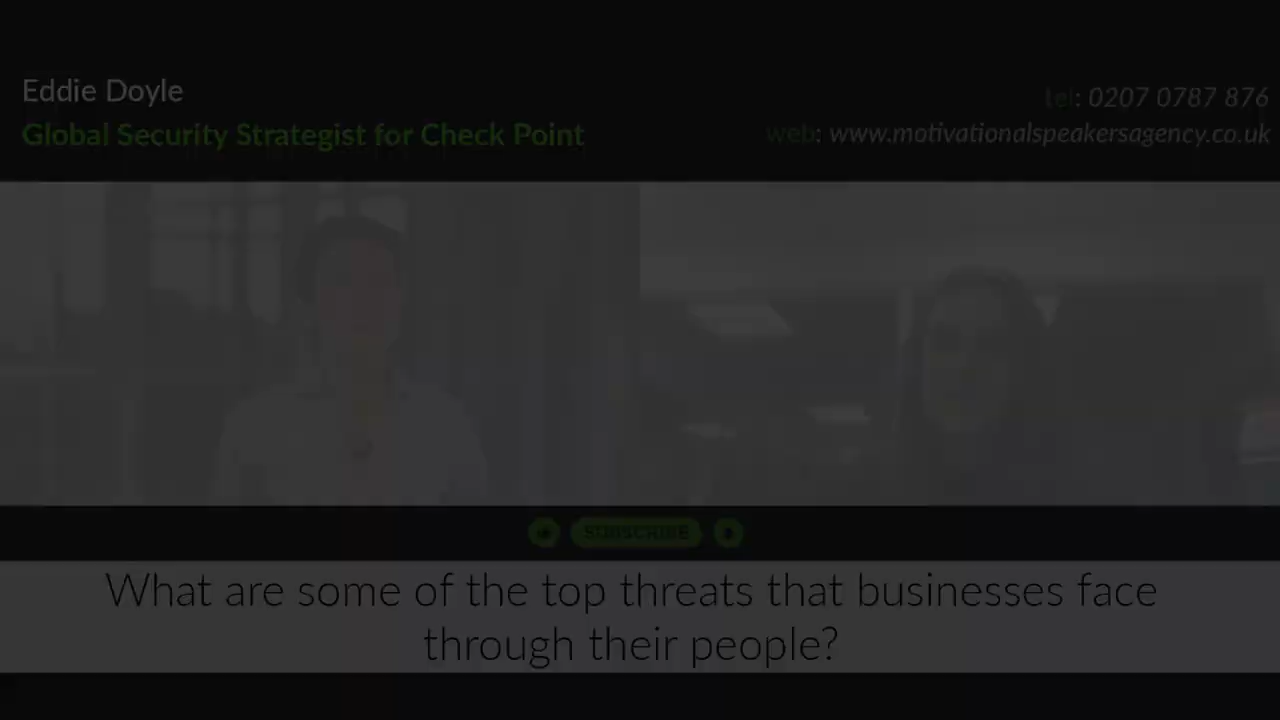 Eddie Doyle
Global Security Strategist for Check Point
tel: 0207 0787 876
web: www.motivationalspeakersagency.co.uk
SUBSCRIBE
What are some of the top threats that businesses face
through their people?